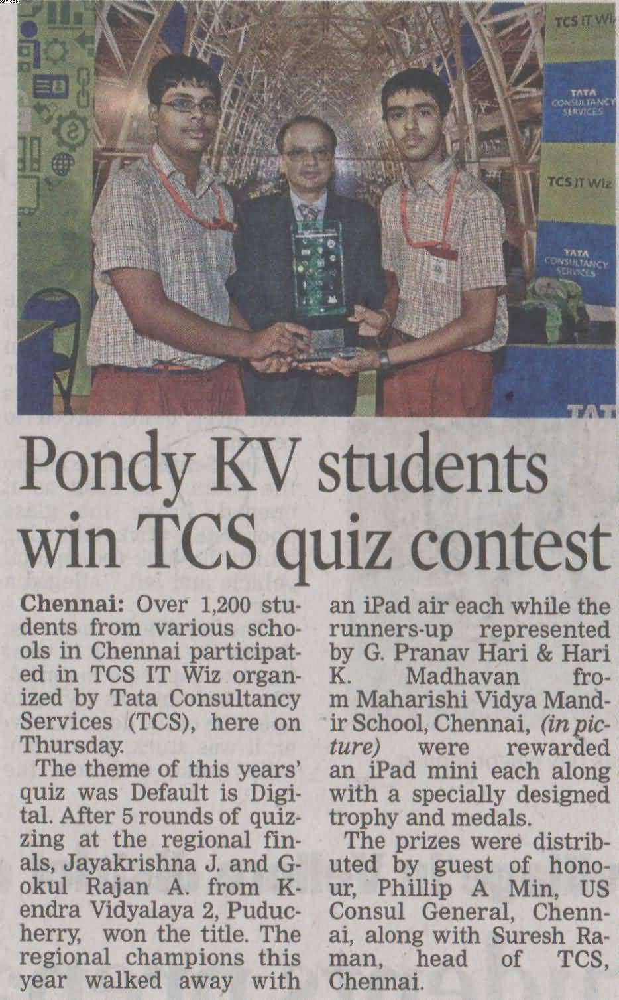 XAT.COM
TCS IT Wi
TATA
CONSULTANCY
SERVICES
TCS IT Wiz
TATA
CONSULTANCY
SERVICES
TAT
Pondy KV students
win TCS quiz contest
Chennai: Over 1,200 stu-
dents from various scho-
ols in Chennai participat-
ed in TCS IT Wiz organ-
ized by Tata Consultancy
Services (TCS), here on
Thursday.
The theme of this years'
quiz was Default is Digi-
tal. After 5 rounds of quiz-
zing at the regional fin-
als, Jayakrishna J. and G-
okul Rajan A. from K-
endra Vidyalaya 2, Puduc-
herry, won the title. The
regional champions this
year walked away with
an iPad air each while the
runners-up represented
by G. Pranav Hari & Hari
K. Madhavan fro-
m Maharishi Vidya Mand-
ir School, Chennai, (in pic-
ture) were rewarded
an iPad mini each along
with a specially designed
trophy and medals.
The prizes were distrib-
uted by guest of hono-
ur, Phillip A Min, US
Consul General, Chenn-
ai, along with Suresh Ra-
man, head of TCS,
Chennai.